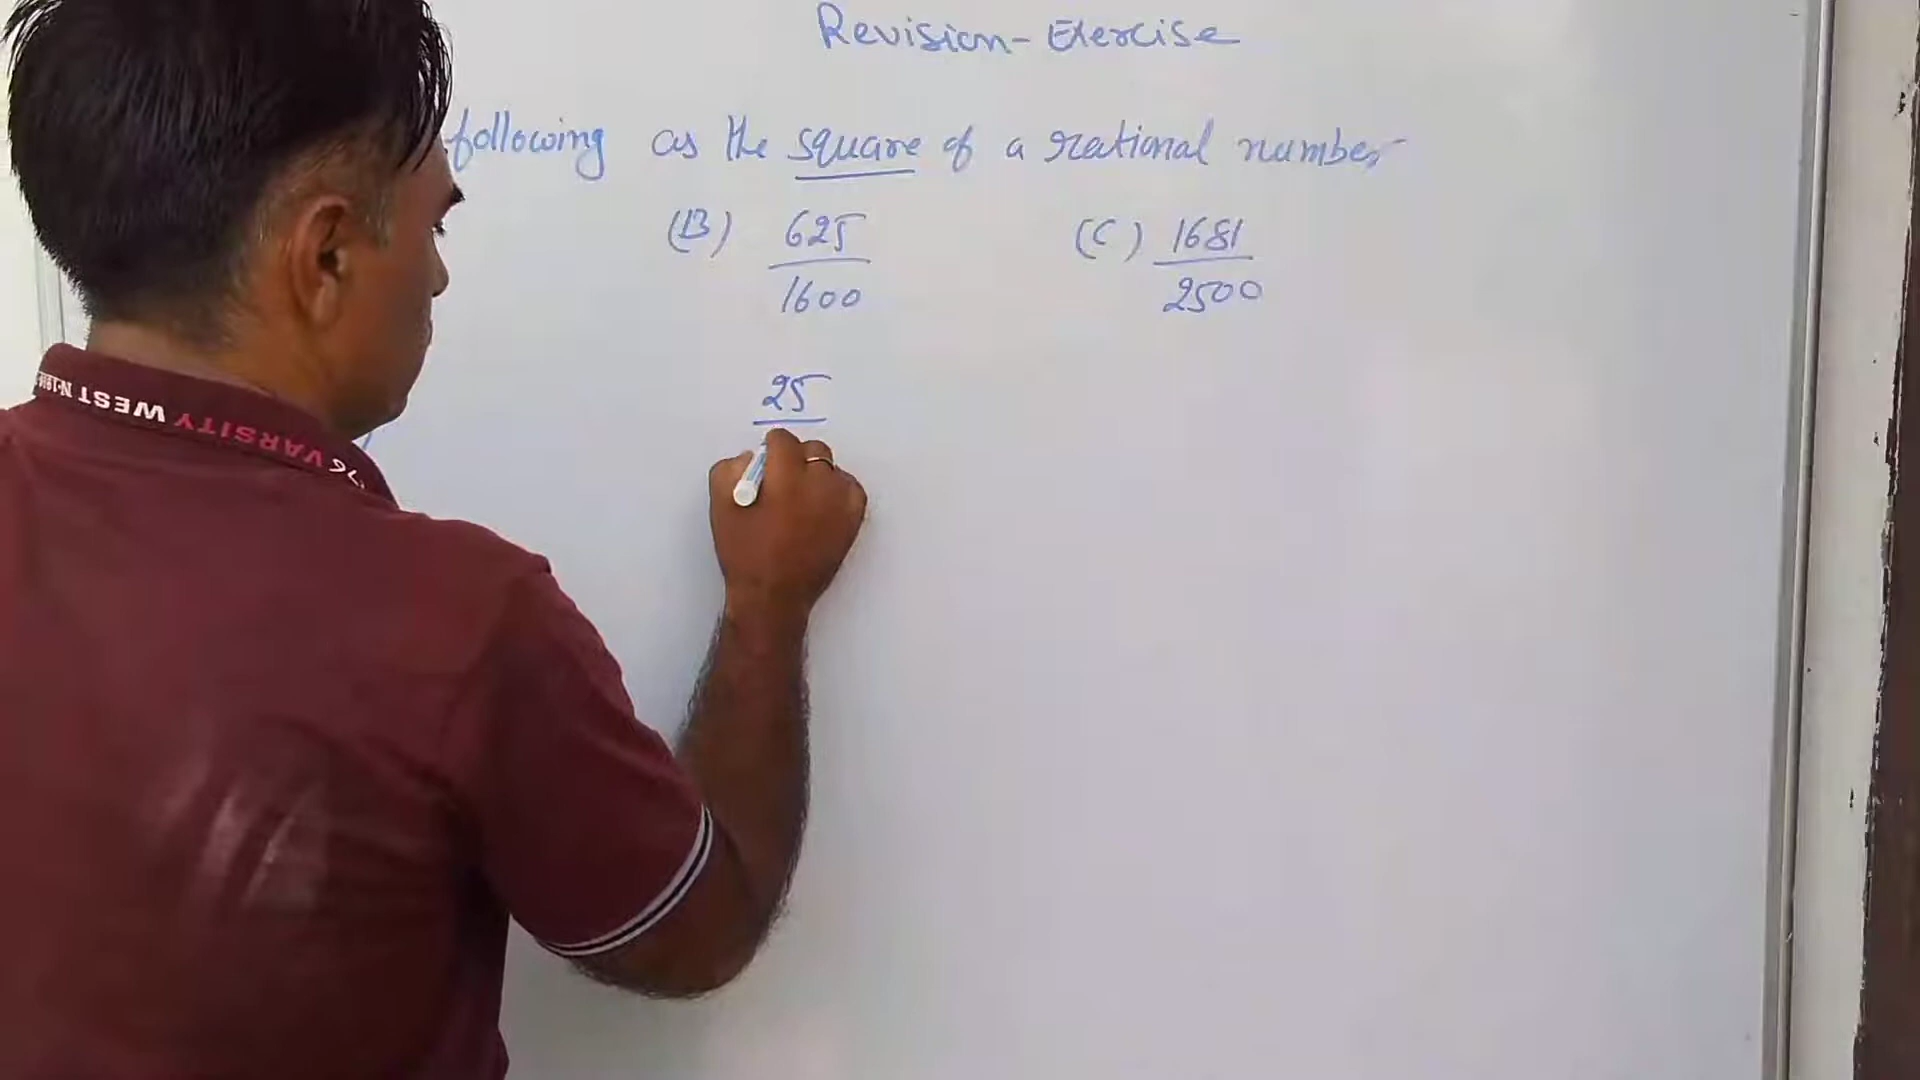 Revision-Exercise
following as the square of a rational number
(B) 625/1600 (C) 1681/2500
25
VARSITY WEST